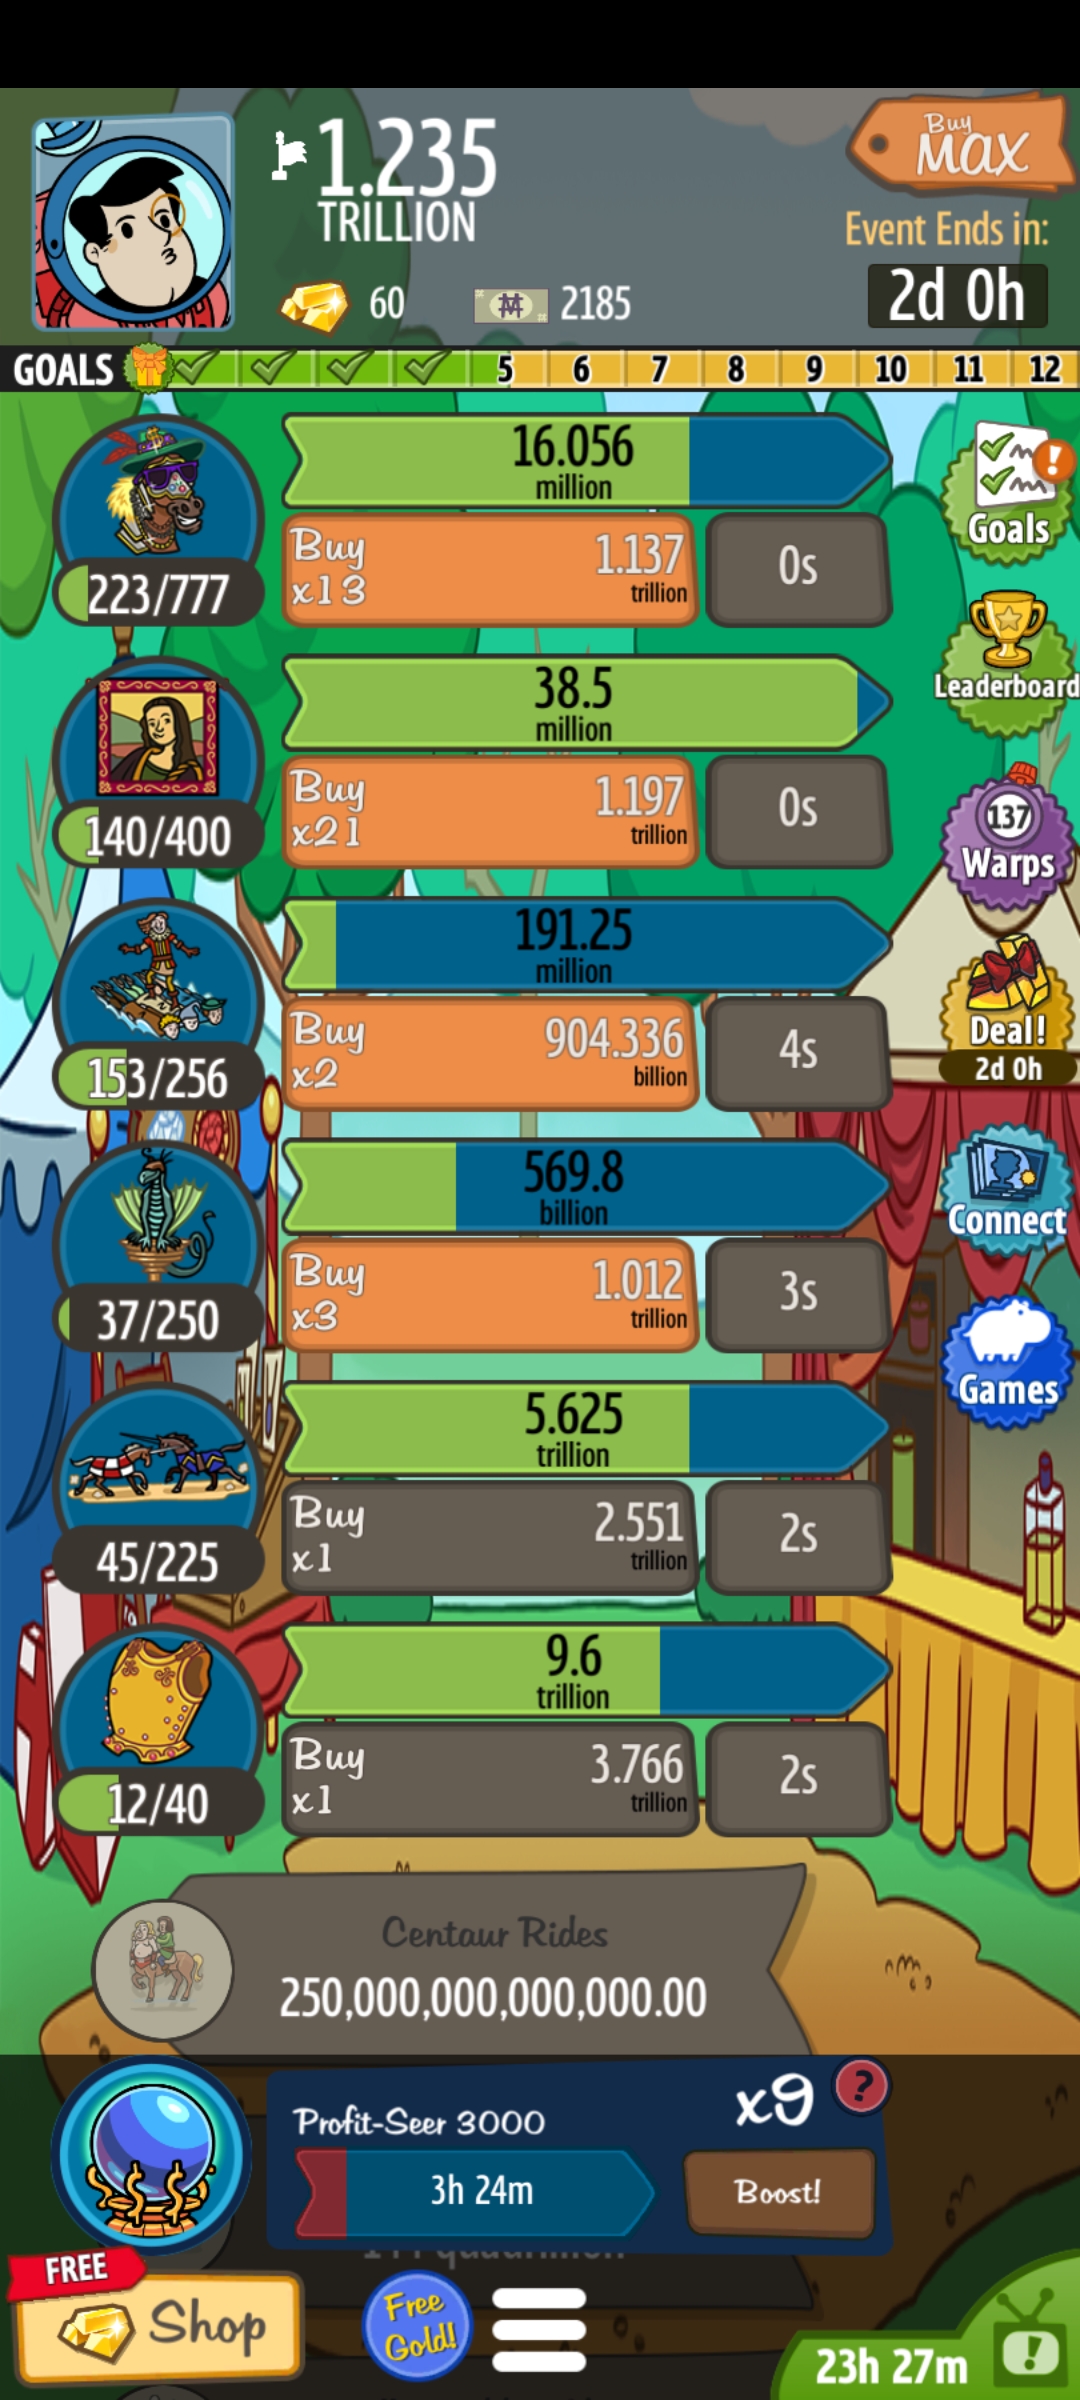 1.235
TRILLION
60
2185
Buy
MAX
Event Ends in:
2d 0h
GOALS 5 6 7 8 9 10 11 12
16.056
million
Buy
x13
1.137
trillion
0s
223/777
Goals
38.5
million
Buy
x21
1.197
trillion
0s
140/400
Leaderboard
137
Warps
191.25
million
Buy
x2
904.336
billion
4s
153/256
Deal!
2d 0h
569.8
billion
Buy
x3
1.012
trillion
3s
37/250
Connect
Games
5.625
trillion
Buy
x1
2.551
trillion
2s
45/225
9.6
trillion
Buy
x1
3.766
trillion
2s
12/40
Centaur Rides
250,000,000,000,000.00
Profit-Seer 3000
x9
?
3h 24m
Boost!
FREE
Shop
Free
Gold!
23h 27m